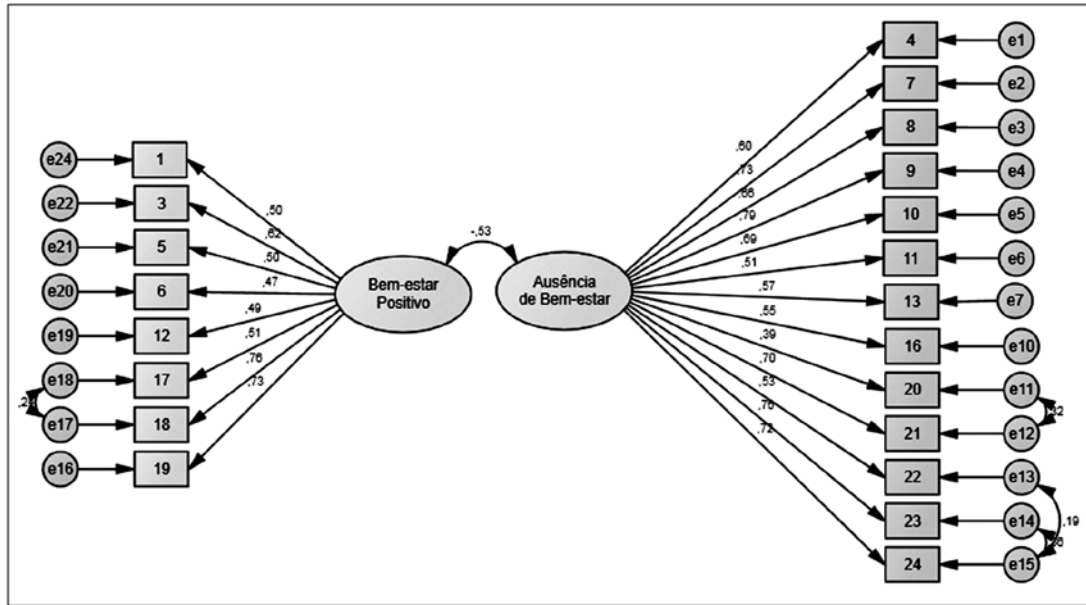 4
e1
7
e2
8
e3
9
e4
10
e5
11
e6
13
e7
16
e10
20
e11
21
e12
22
e13
23
e14
24
e15
,60
,73
,66
,79
,69
,51
,57
,55
,39
,70
,53
,76
,72
,32
,19
e24
1
e22
3
e21
5
e20
6
e19
12
e18
17
e17
18
e16
19
,50
,62
,50
,47
,49
,51
,76
,73
-,53
Bem-estar
Positivo
Ausência
de Bem-estar